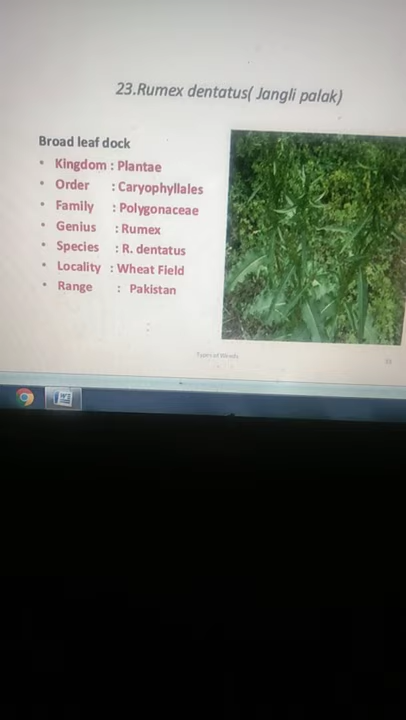 23.Rumex dentatus( Jangli palak)
Broad leaf dock
• Kingdom : Plantae
• Order : Caryophyllales
• Family : Polygonaceae
• Genius : Rumex
• Species : R. dentatus
• Locality : Wheat Field
• Range : Pakistan